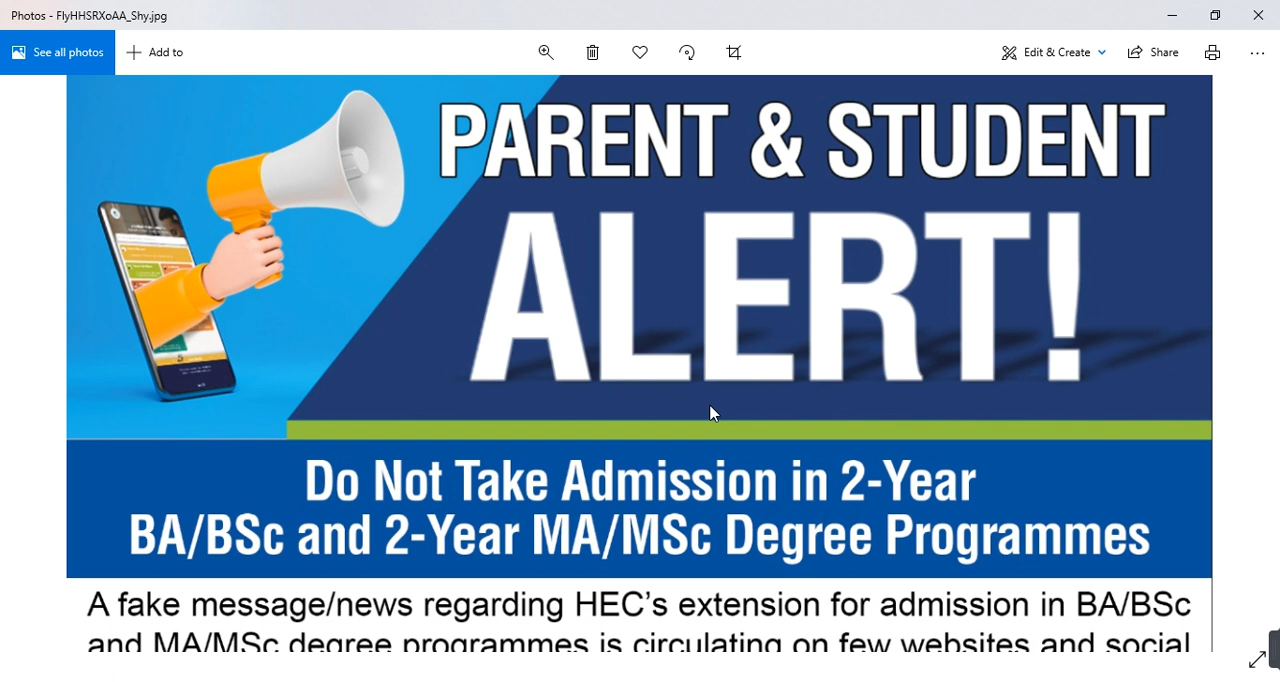 Photos - FlyHHSRXoAA_Shy.jpg
See all photos
Add to
Edit & Create
Share
PARENT & STUDENT
ALERT!
Do Not Take Admission in 2-Year
BA/BSc and 2-Year MA/MSc Degree Programmes
A fake message/news regarding HEC's extension for admission in BA/BSc
and MA/MSc degree programmes is circulating on few websites and social